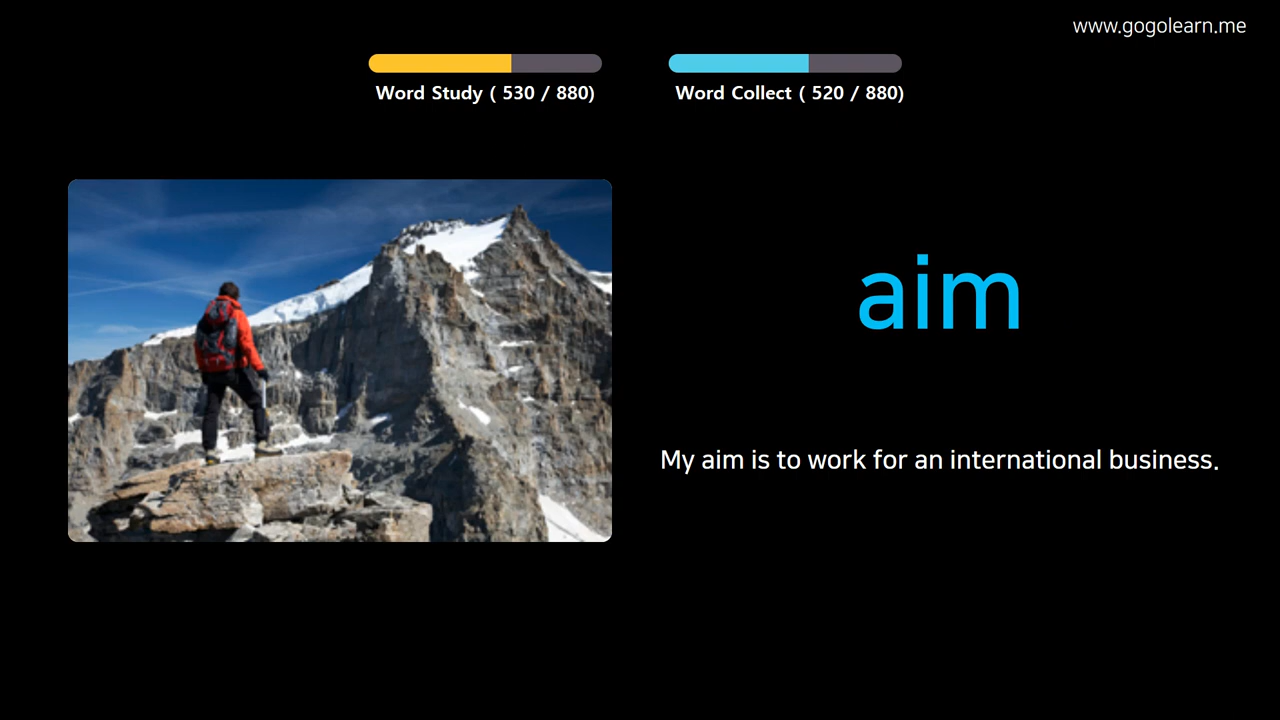 www.gogolearn.me
Word Study ( 530 / 880)
Word Collect ( 520 / 880)
aim
My aim is to work for an international business.